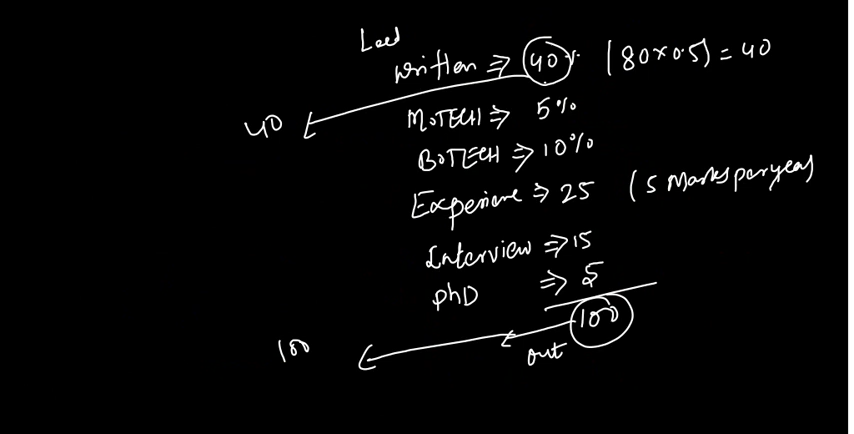 Lecd
written ⇒ 40% (80×0.5) = 40
40
M.TECH ⇒ 5%
B.TECH ⇒ 10%
Experience ⇒ 25 (5 Marks per year)
Interview ⇒ 15
PhD ⇒ 5
100
100
out